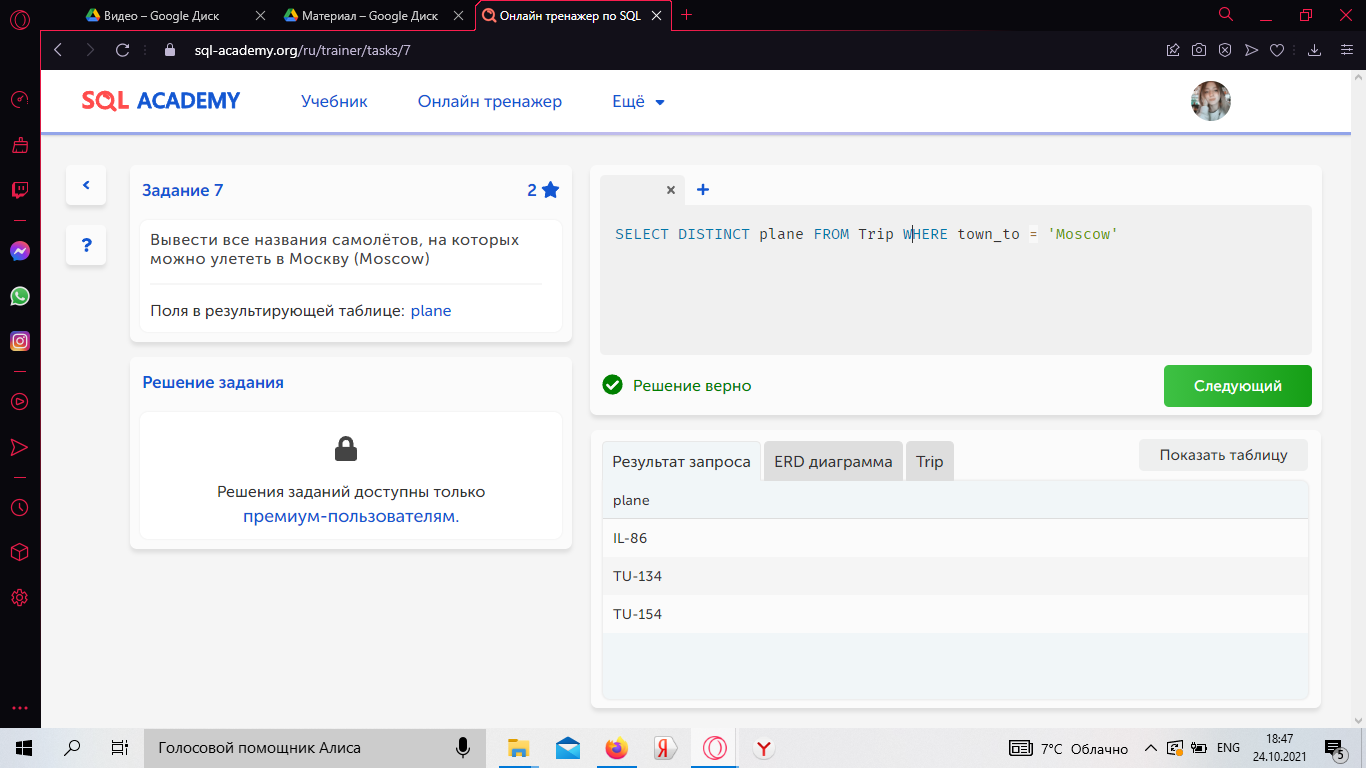 Видео – Google Диск
Материал – Google Диск
Онлайн тренажер по SQL
sql-academy.org/ru/trainer/tasks/7
SQL ACADEMY
Учебник
Онлайн тренажер
Ещё
Задание 7
2
Вывести все названия самолётов, на которых
можно улететь в Москву (Moscow)
Поля в результирующей таблице: plane
Решение задания
Решения заданий доступны только
премиум-пользователям.
SELECT DISTINCT plane FROM Trip WHERE town_to = 'Moscow'
Решение верно
Следующий
Результат запроса
ERD диаграмма
Trip
Показать таблицу
plane
IL-86
TU-134
TU-154
Голосовой помощник Алиса
7°C Облачно
ENG
18:47
24.10.2021
5